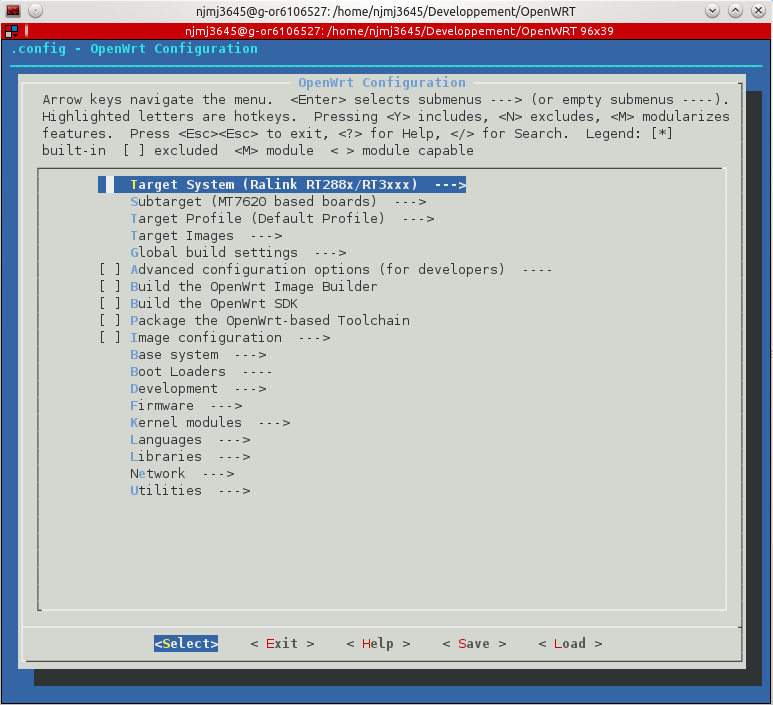 njmj3645@g-or6106527: /home/njmj3645/Developpement/OpenWRT
njmj3645@g-or6106527: /home/njmj3645/Developpement/OpenWRT 96x39
.config - OpenWrt Configuration
OpenWrt Configuration
Arrow keys navigate the menu.  <Enter> selects submenus ---> (or empty submenus ----).
Highlighted letters are hotkeys.  Pressing <Y> includes, <N> excludes, <M> modularizes
features.  Press <Esc><Esc> to exit, <?> for Help, </> for Search.  Legend: [*]
built-in  [ ] excluded  <M> module  < > module capable
Target System (Ralink RT288x/RT3xxx)  --->
Subtarget (MT7620 based boards)  --->
Target Profile (Default Profile)  --->
Target Images  --->
Global build settings  --->
[ ] Advanced configuration options (for developers)  ----
[ ] Build the OpenWrt Image Builder
[ ] Build the OpenWrt SDK
[ ] Package the OpenWrt-based Toolchain
[ ] Image configuration  --->
Base system  --->
Boot Loaders  ----
Development  --->
Firmware  --->
Kernel modules  --->
Languages  --->
Libraries  --->
Network  --->
Utilities  --->
<Select>    < Exit >    < Help >    < Save >    < Load >